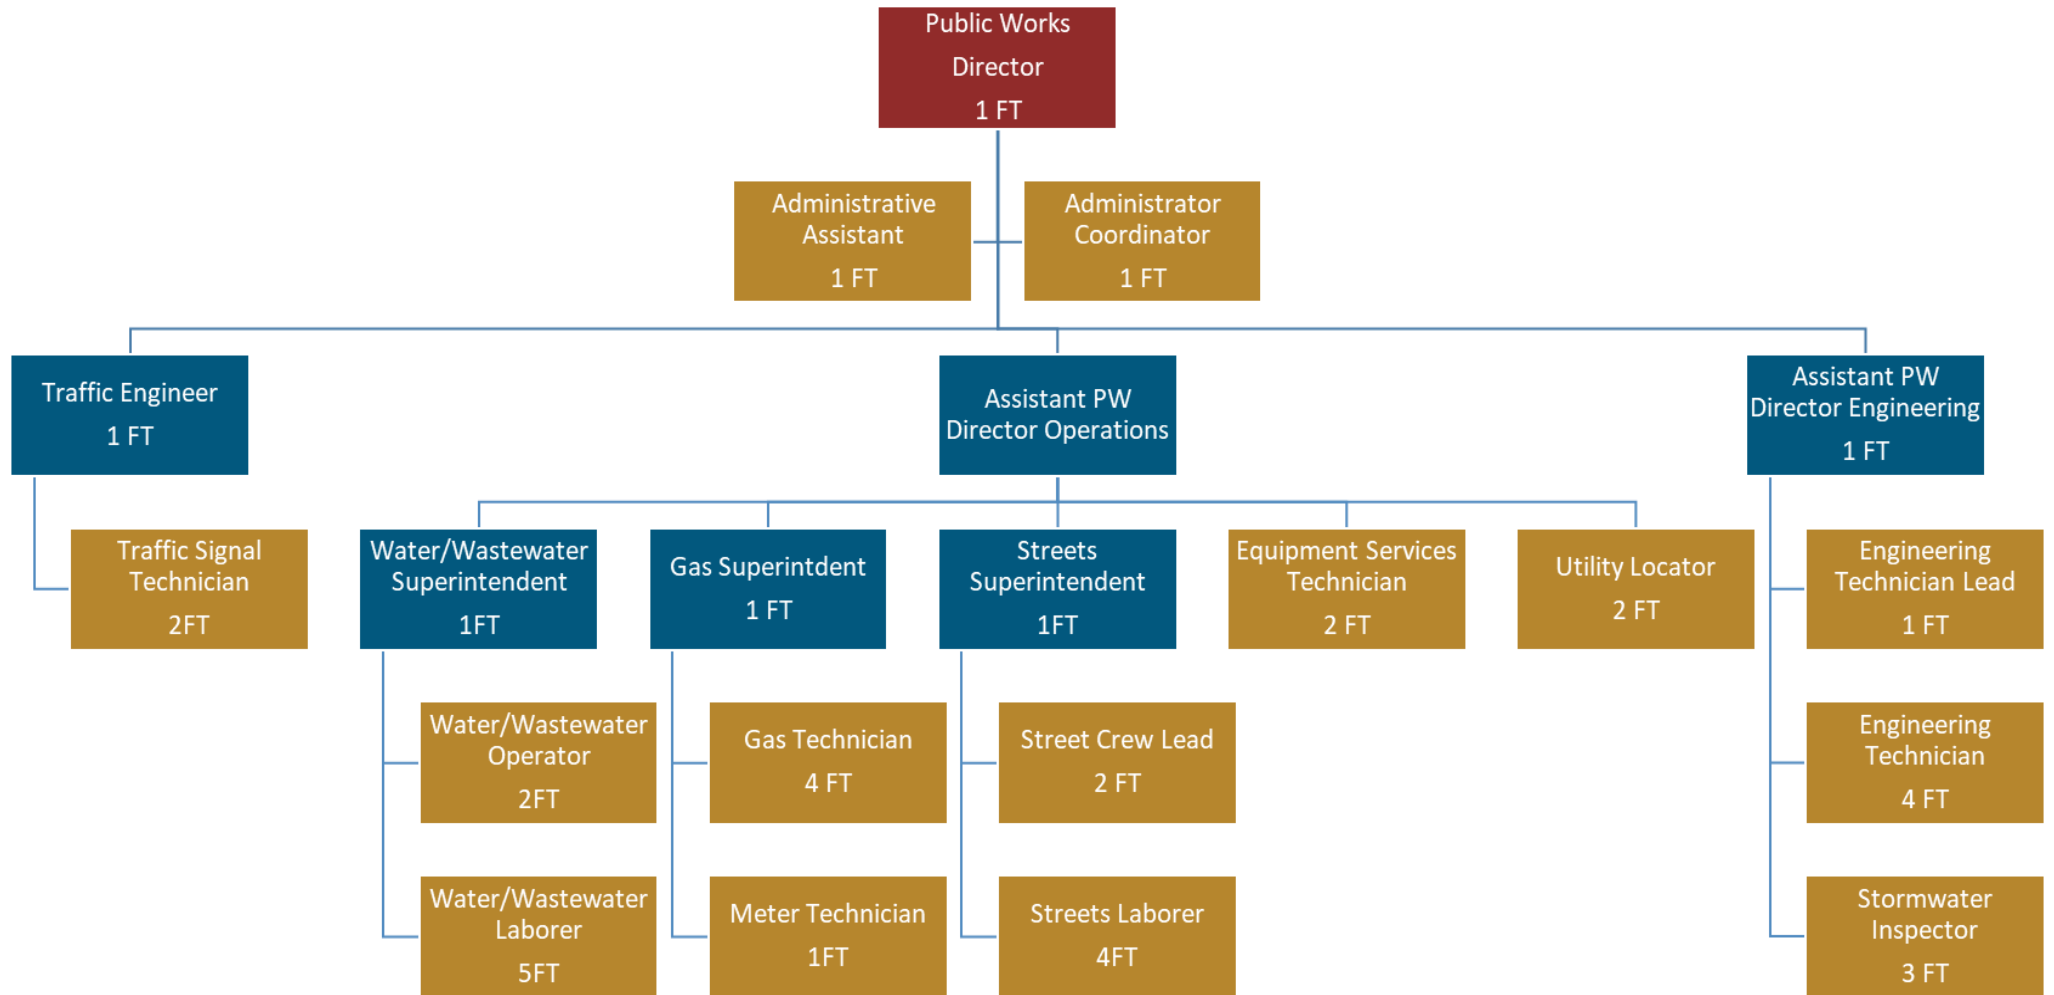 Public Works
Director
1 FT
Administrative
Assistant
1 FT
Administrator
Coordinator
1 FT
Traffic Engineer
1 FT
Assistant PW
Director Operations
Assistant PW
Director Engineering
1 FT
Traffic Signal
Technician
2FT
Water/Wastewater
Superintendent
1FT
Gas Superintdent
1 FT
Streets
Superintendent
1FT
Equipment Services
Technician
2 FT
Utility Locator
2 FT
Engineering
Technician Lead
1 FT
Water/Wastewater
Operator
2FT
Gas Technician
4 FT
Street Crew Lead
2 FT
Engineering
Technician
4 FT
Water/Wastewater
Laborer
5FT
Meter Technician
1FT
Streets Laborer
4FT
Stormwater
Inspector
3 FT